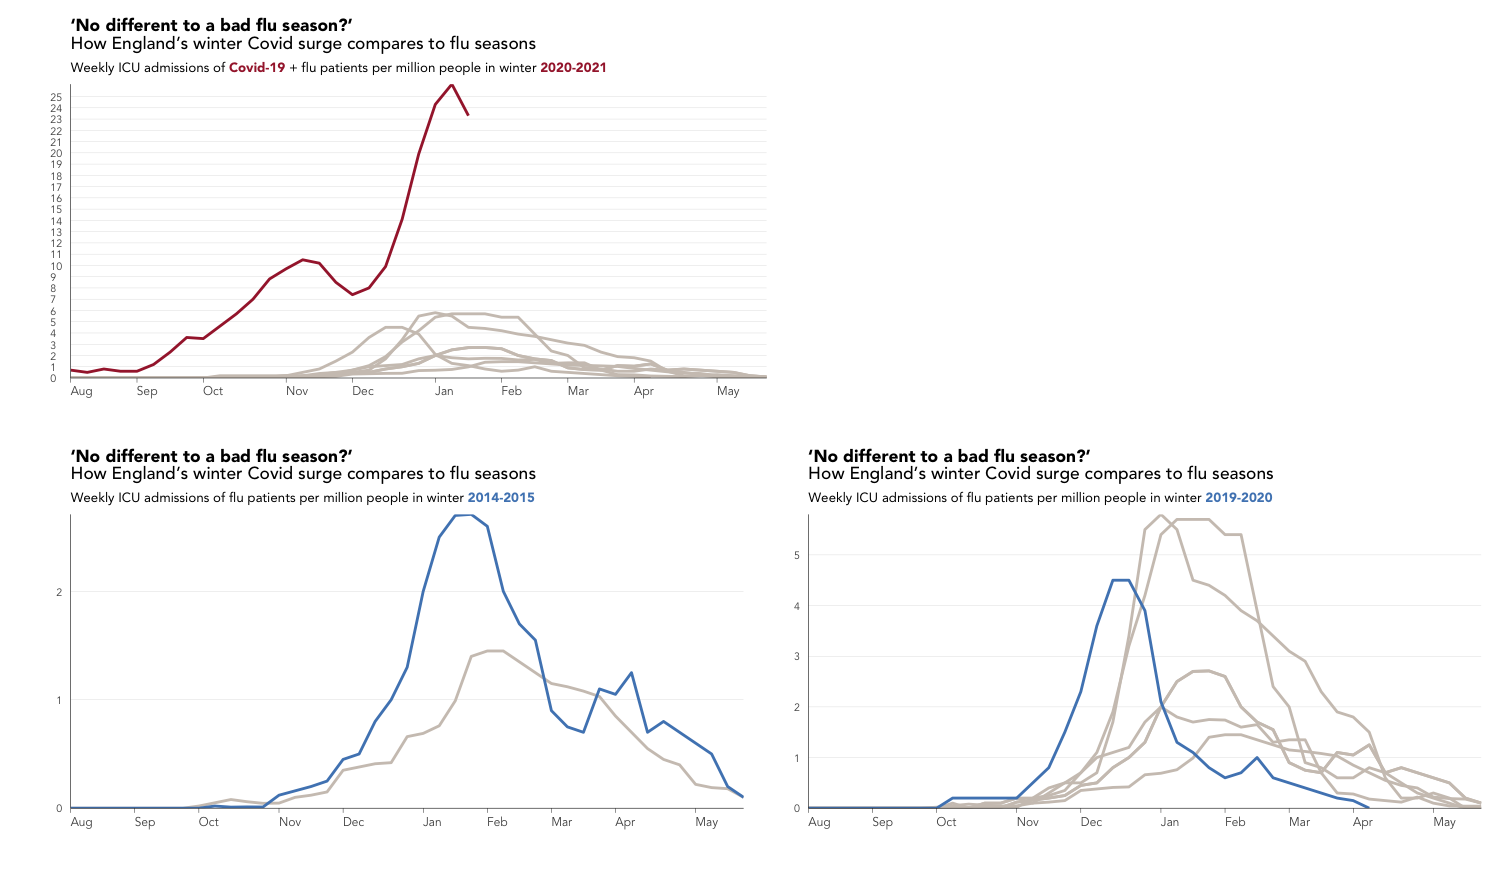 ‘No different to a bad flu season?’
How England’s winter Covid surge compares to flu seasons
Weekly ICU admissions of Covid-19 + flu patients per million people in winter 2020-2021
25
24
23
22
21
20
19
18
17
16
15
14
13
12
11
10
9
8
7
6
5
4
3
2
1
0
Aug Sep Oct Nov Dec Jan Feb Mar Apr May
‘No different to a bad flu season?’
How England’s winter Covid surge compares to flu seasons
Weekly ICU admissions of flu patients per million people in winter 2014-2015
2
1
0
Aug Sep Oct Nov Dec Jan Feb Mar Apr May
‘No different to a bad flu season?’
How England’s winter Covid surge compares to flu seasons
Weekly ICU admissions of flu patients per million people in winter 2019-2020
5
4
3
2
1
0
Aug Sep Oct Nov Dec Jan Feb Mar Apr May